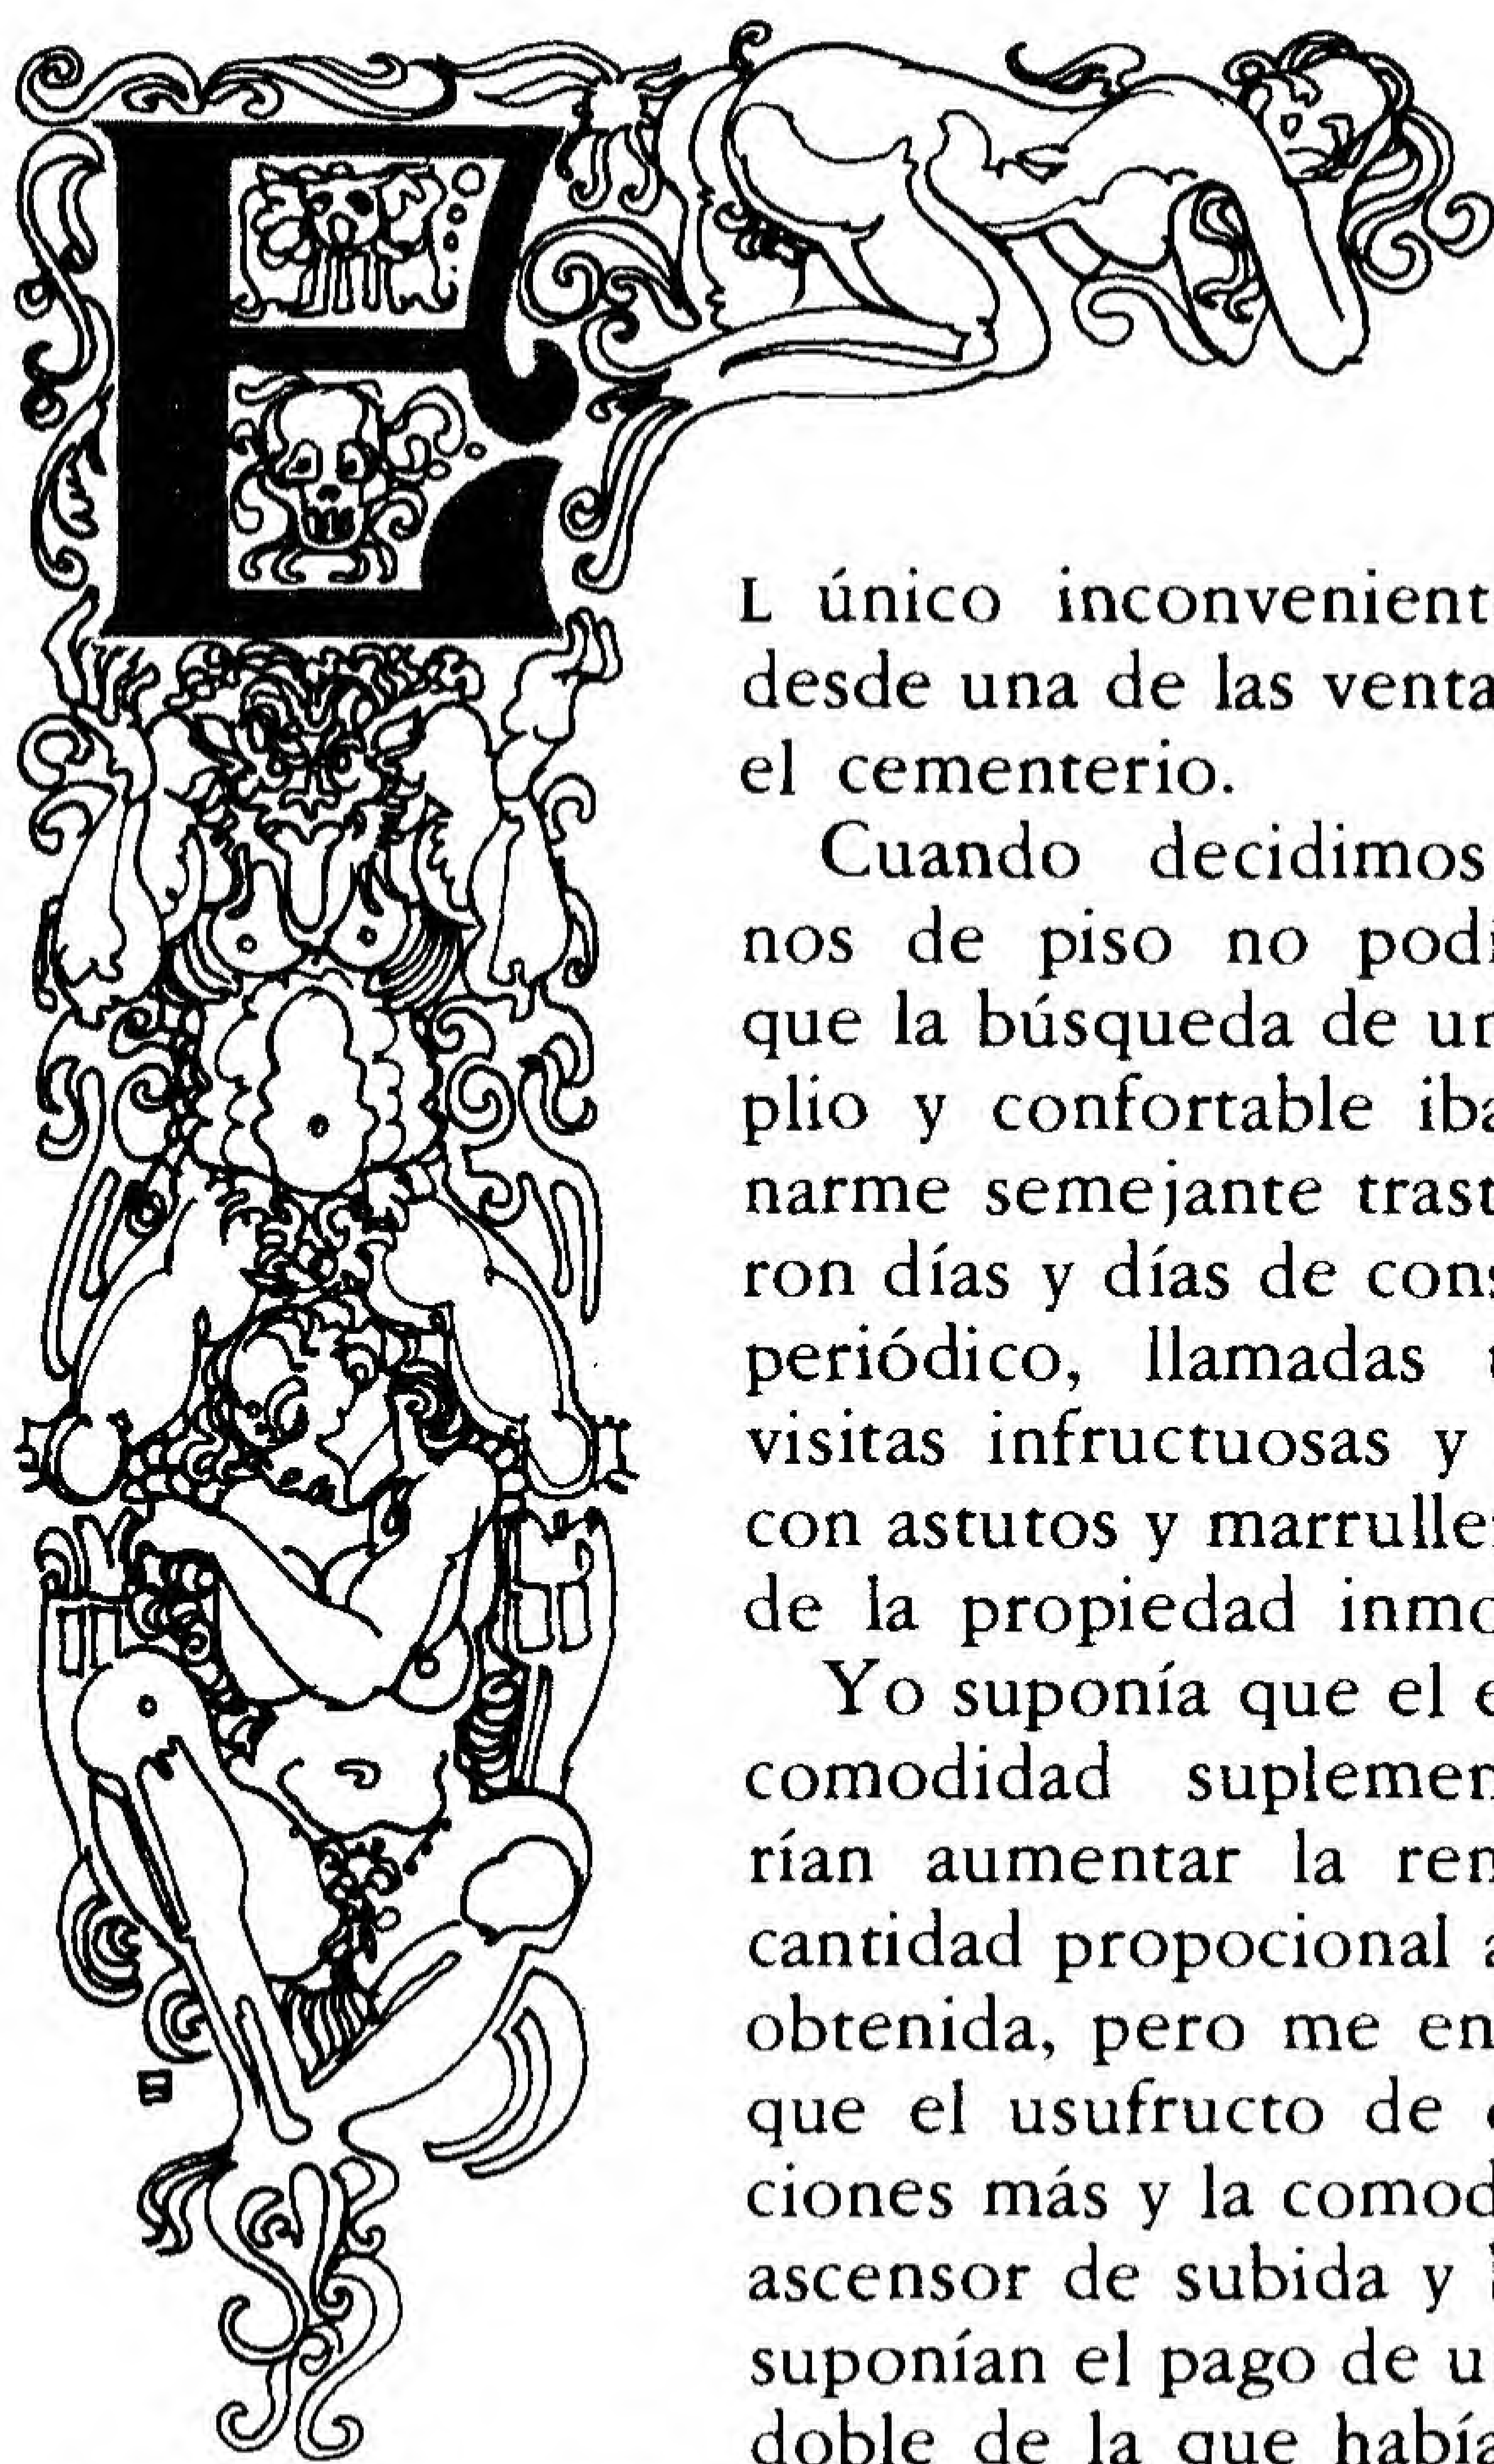 EL único inconvenient
desde una de las venta
el cementerio.
Cuando decidimos
nos de piso no podí
que la búsqueda de un
plio y confortable iba
narme semejante trast
ron días y días de cons
periódico, llamadas
visitas infructuosas y
con astutos y marruller
de la propiedad inmo
Yo suponía que el e
comodidad suplemen
rían aumentar la ren
cantidad propocional a
obtenida, pero me en
que el usufructo de
ciones más y la comod
ascensor de subida y
suponían el pago de u
doble de la que había